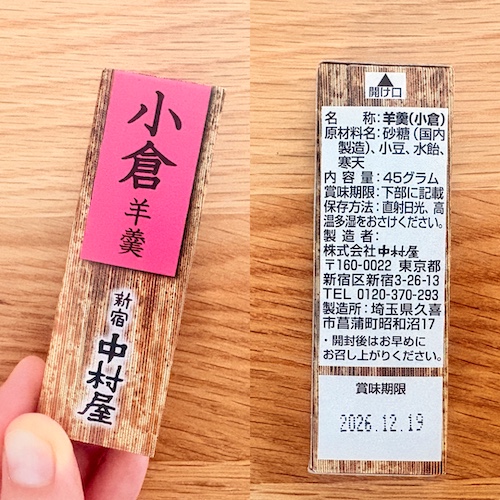 小倉羊羹
新宿
中村屋
開け口
名称:羊羹(小倉)
原材料名:砂糖(国内
製造)、小豆、水飴、
寒天
内容量:45グラム
賞味期限:下部に記載
保存方法:直射日光、高
温多湿をおさけください。
製造者:
株式会社中村屋
〒160-0022 東京都
新宿区新宿3-26-13
TEL 0120-370-293
製造所:埼玉県久喜
市菖蒲町昭和沼17
・開封後はお早めに
お召し上がりください。
賞味期限
2026.12.19